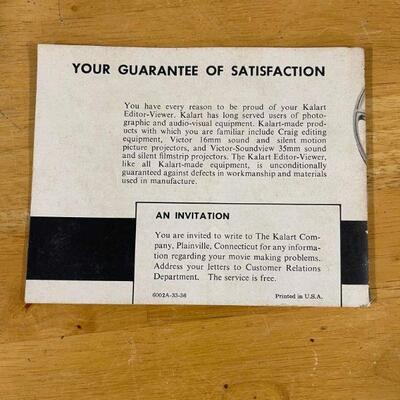 YOUR GUARANTEE OF SATISFACTION
You have every reason to be proud of your Kalart
Editor-Viewer. Kalart has long served users of photo-
graphic and audio-visual equipment. Kalart-made prod-
ucts with which you are familiar include Craig editing
equipment, Victor 16mm sound and silent motion
picture projectors, and Victor-Soundview 35mm sound
and silent filmstrip projectors. The Kalart Editor-Viewer,
like all Kalart-made equipment, is unconditionally
guaranteed against defects in workmanship and materials
used in manufacture.
AN INVITATION
You are invited to write to The Kalart Com-
pany, Plainville, Connecticut for any informa-
tion regarding your movie making problems.
Address your letters to Customer Relations
Department. The service is free.
6002A-33-38 Printed in U.S.A.